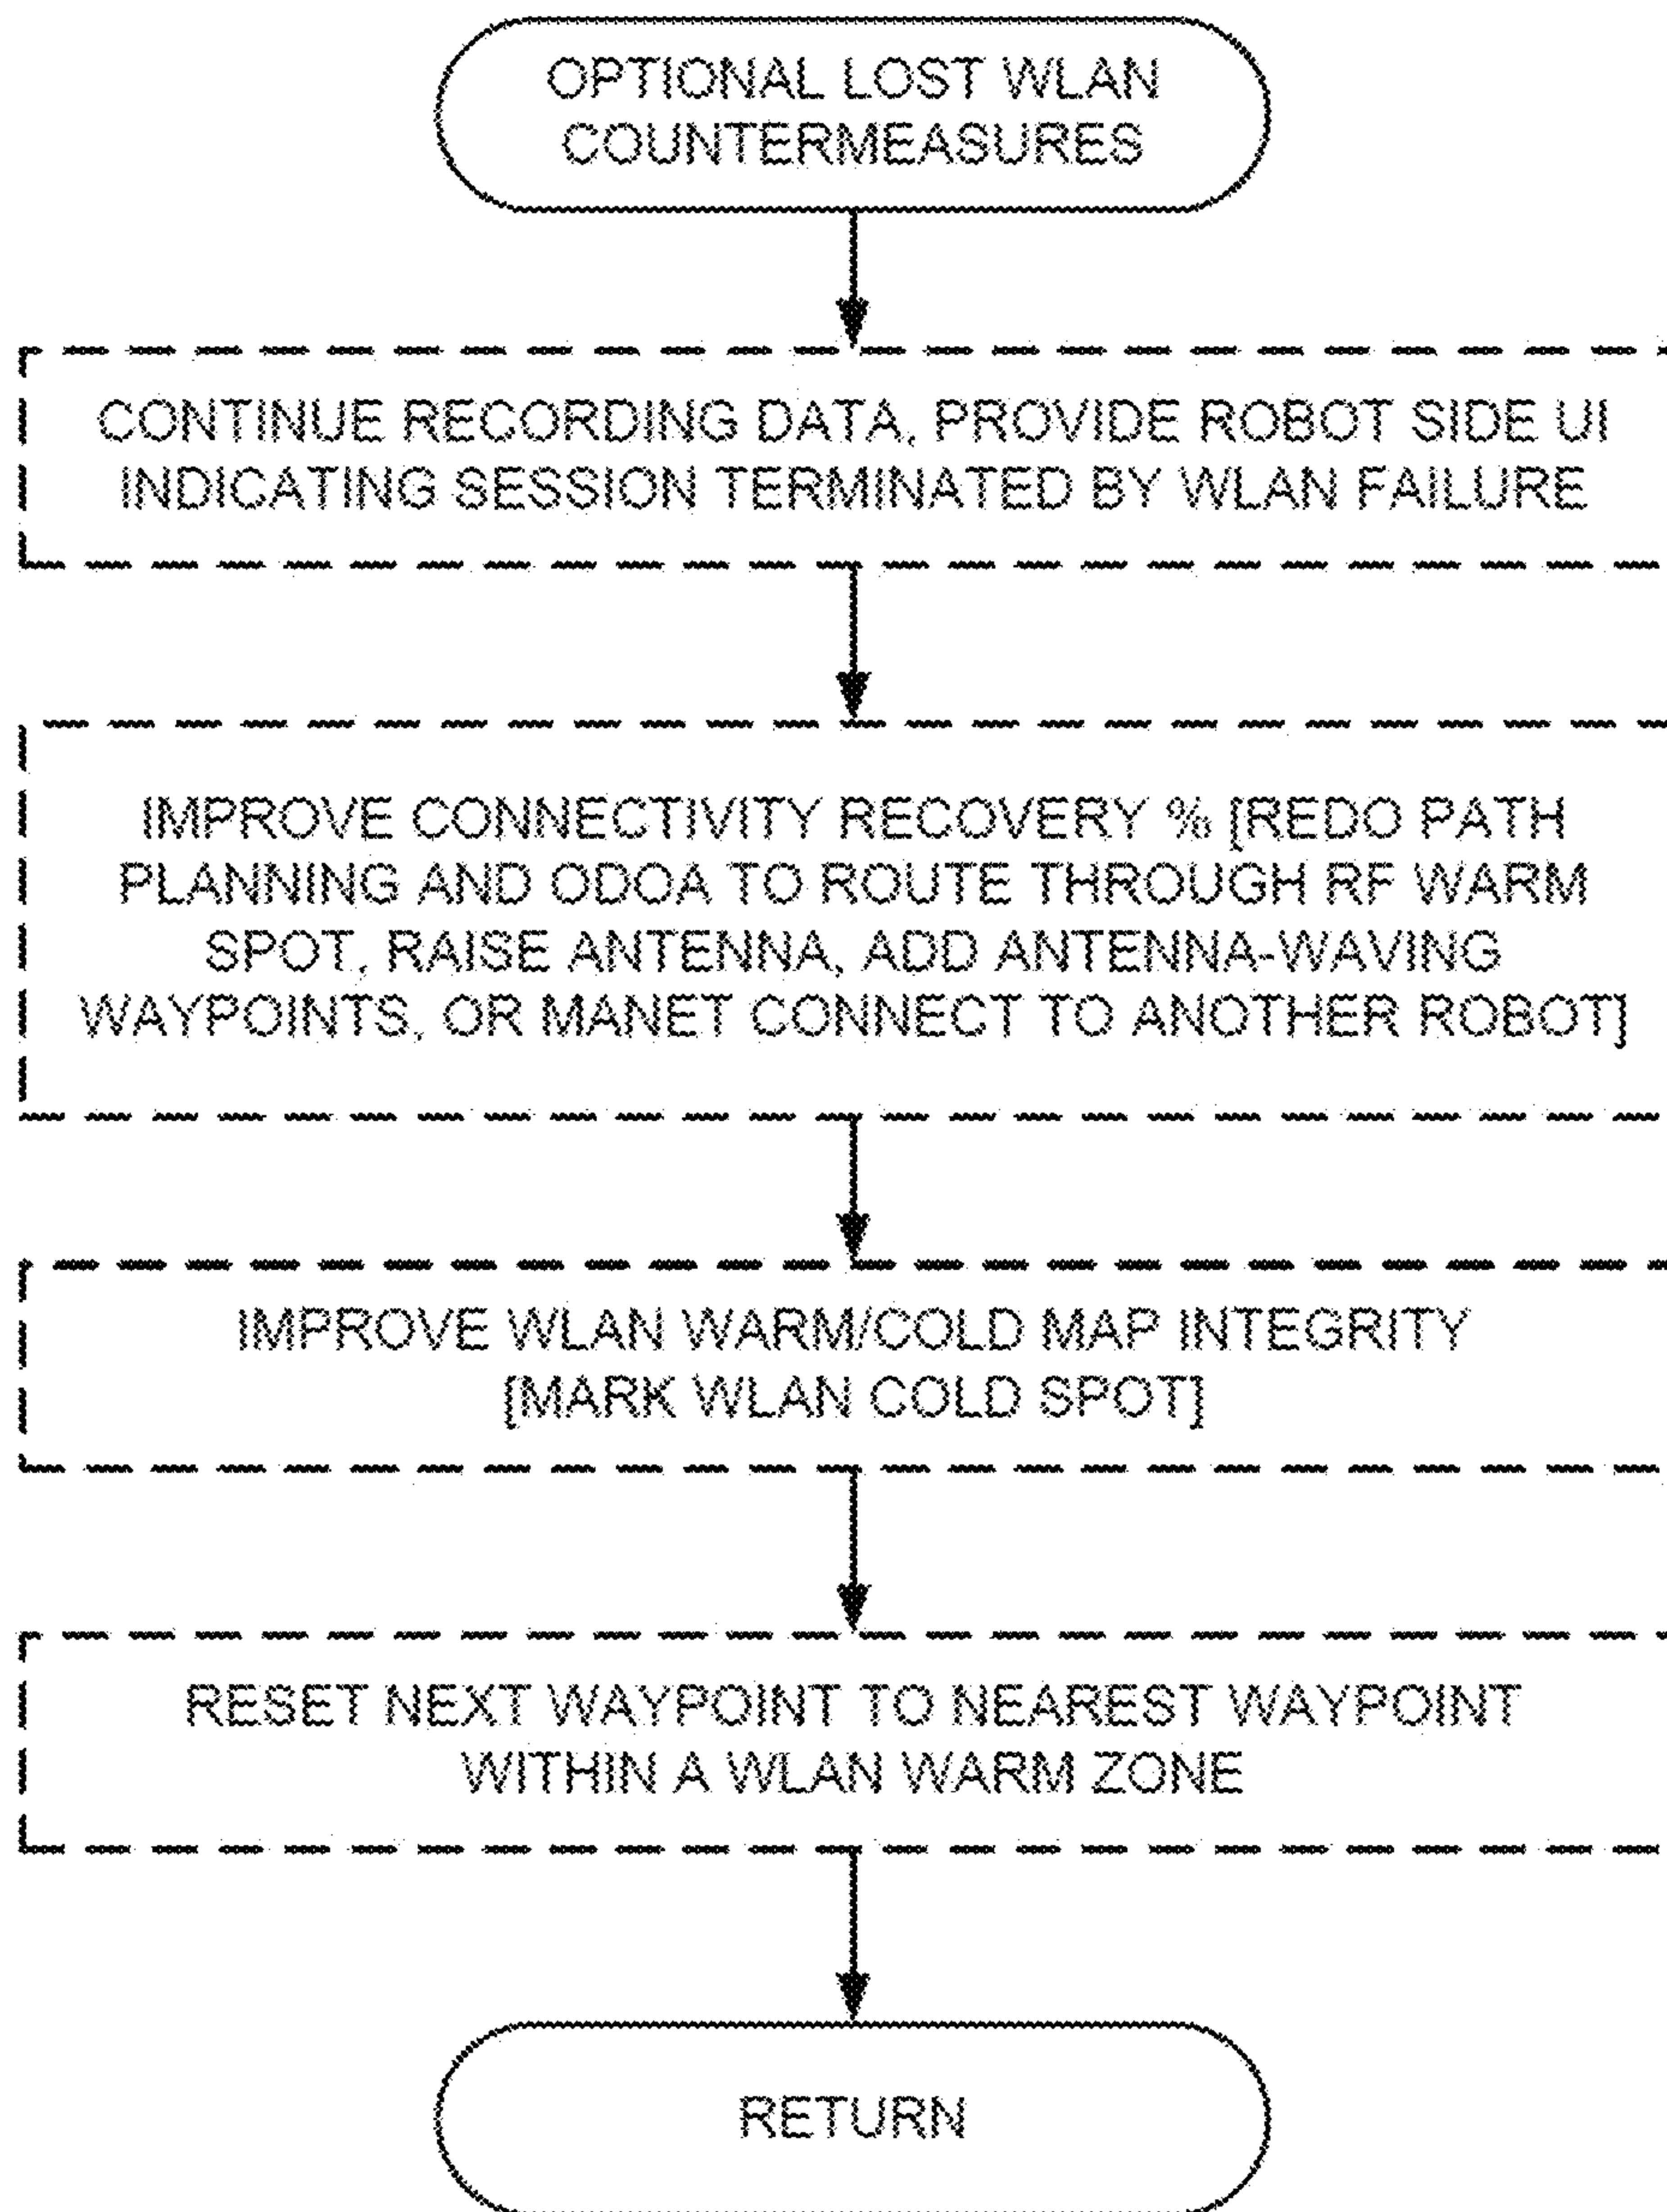 OPTIONAL LOST WLAN
COUNTERMEASURES
CONTINUE RECORDING DATA, PROVIDE ROBOT SIDE UI
INDICATING SESSION TERMINATED BY WLAN FAILURE
IMPROVE CONNECTIVITY RECOVERY % [REDO PATH
PLANNING AND ODOA TO ROUTE THROUGH RF WARM
SPOT, RAISE ANTENNA, ADD ANTENNA-WAVING
WAYPOINTS, OR MANET CONNECT TO ANOTHER ROBOT]
IMPROVE WLAN WARM/COLD MAP INTEGRITY
[MARK WLAN COLD SPOT]
RESET NEXT WAYPOINT TO NEAREST WAYPOINT
WITHIN A WLAN WARM ZONE
RETURN